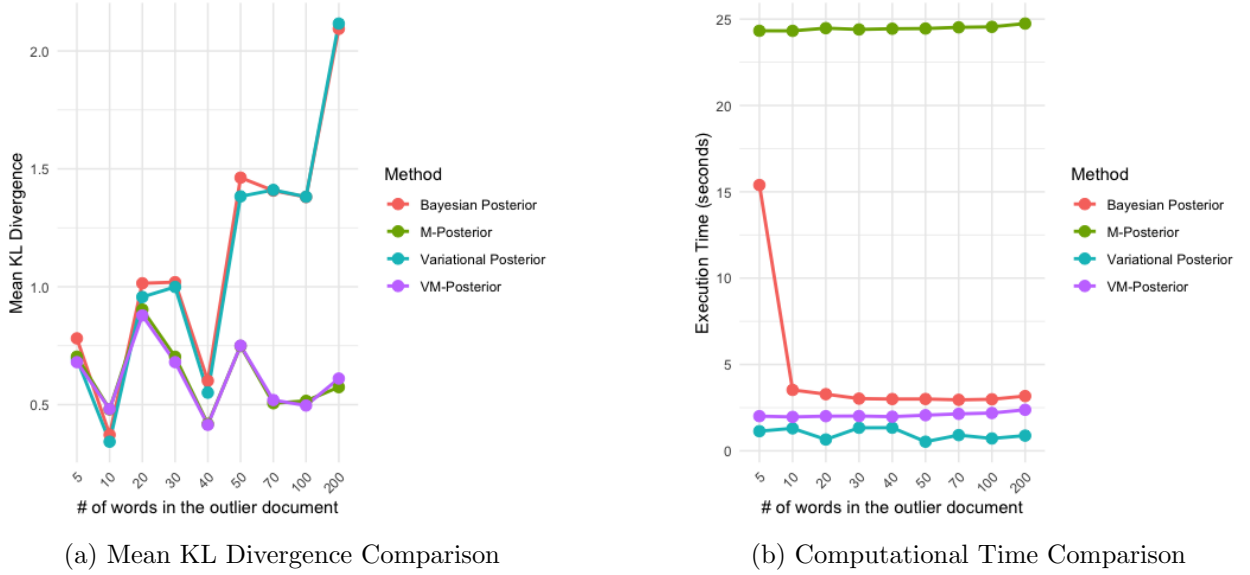 2.0
1.5
1.0
0.5
Mean KL Divergence
5
10
20
30
40
50
70
100
200
# of words in the outlier document
Method
Bayesian Posterior
M-Posterior
Variational Posterior
VM-Posterior
(a) Mean KL Divergence Comparison
25
20
15
10
5
0
Execution Time (seconds)
5
10
20
30
40
50
70
100
200
# of words in the outlier document
Method
Bayesian Posterior
M-Posterior
Variational Posterior
VM-Posterior
(b) Computational Time Comparison